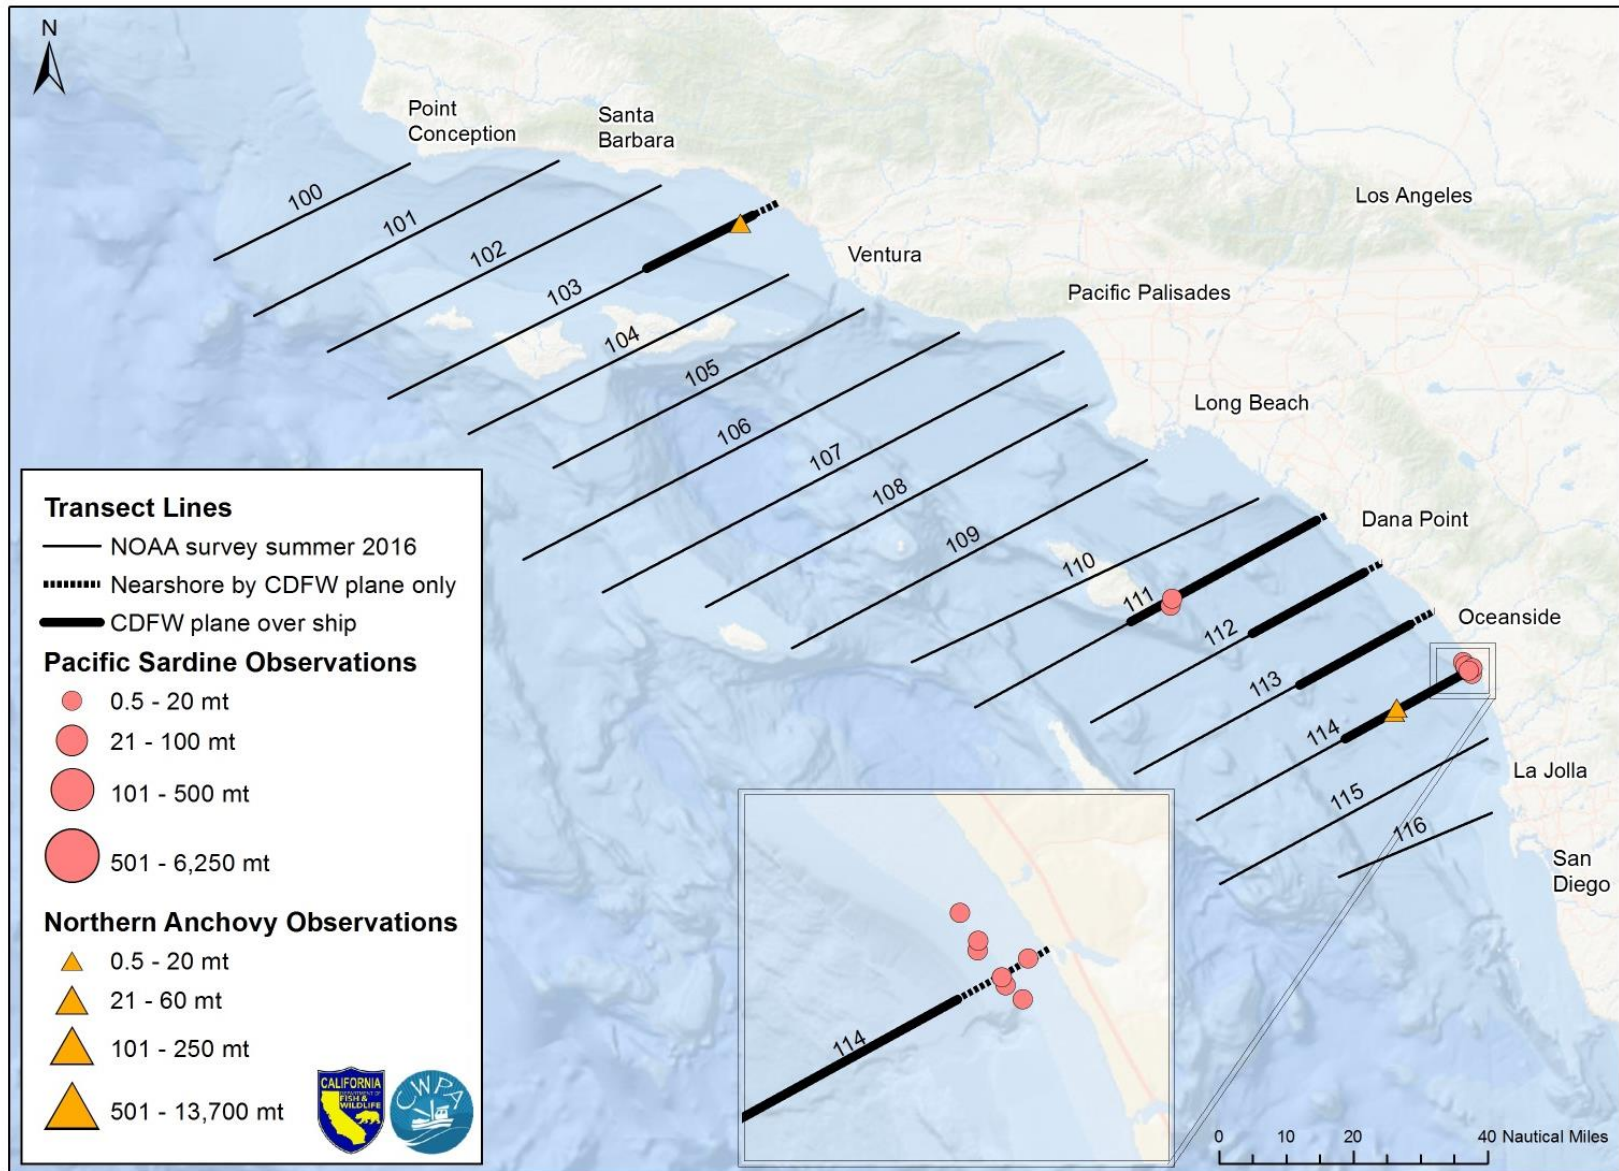 N
Point
Conception
Santa
Barbara
Los Angeles
Ventura
Pacific Palisades
Long Beach
Dana Point
Oceanside
La Jolla
San
Diego
100
101
102
103
104
105
106
107
108
109
110
111
112
113
114
115
116
Transect Lines
NOAA survey summer 2016
Nearshore by CDFW plane only
CDFW plane over ship
Pacific Sardine Observations
0.5 - 20 mt
21 - 100 mt
101 - 500 mt
501 - 6,250 mt
Northern Anchovy Observations
0.5 - 20 mt
21 - 60 mt
101 - 250 mt
501 - 13,700 mt
CALIFORNIA
DEPARTMENT OF
FISH &
WILDLIFE
CWPA
114
0 10 20 40 Nautical Miles